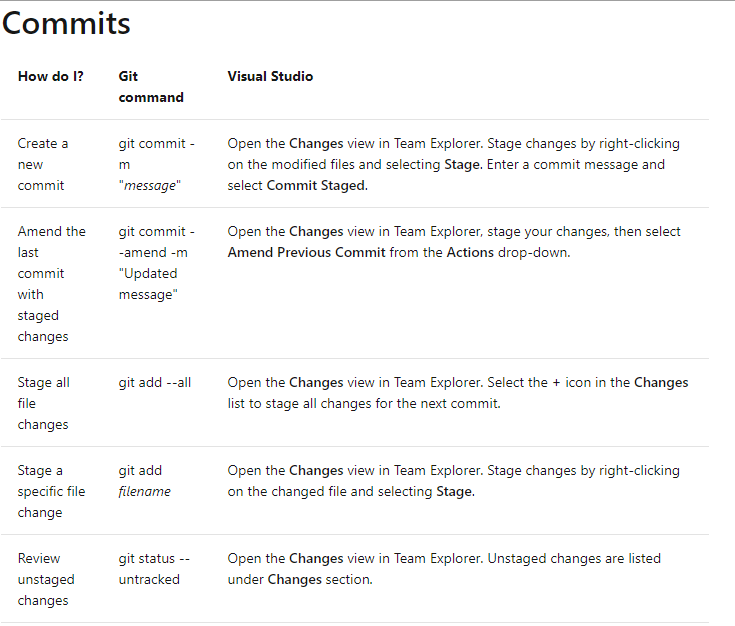 Commits
How do I?
Git
command
Visual Studio
Create a
new
commit
git commit -
m
"message"
Open the Changes view in Team Explorer. Stage changes by right-clicking
on the modified files and selecting Stage. Enter a commit message and
select Commit Staged.
Amend the
last
commit
with
staged
changes
git commit -
-amend -m
"Updated
message"
Open the Changes view in Team Explorer, stage your changes, then select
Amend Previous Commit from the Actions drop-down.
Stage all
file
changes
git add --all
Open the Changes view in Team Explorer. Select the + icon in the Changes
list to stage all changes for the next commit.
Stage a
specific file
change
git add
filename
Open the Changes view in Team Explorer. Stage changes by right-clicking
on the changed file and selecting Stage.
Review
unstaged
changes
git status --
untracked
Open the Changes view in Team Explorer. Unstaged changes are listed
under Changes section.